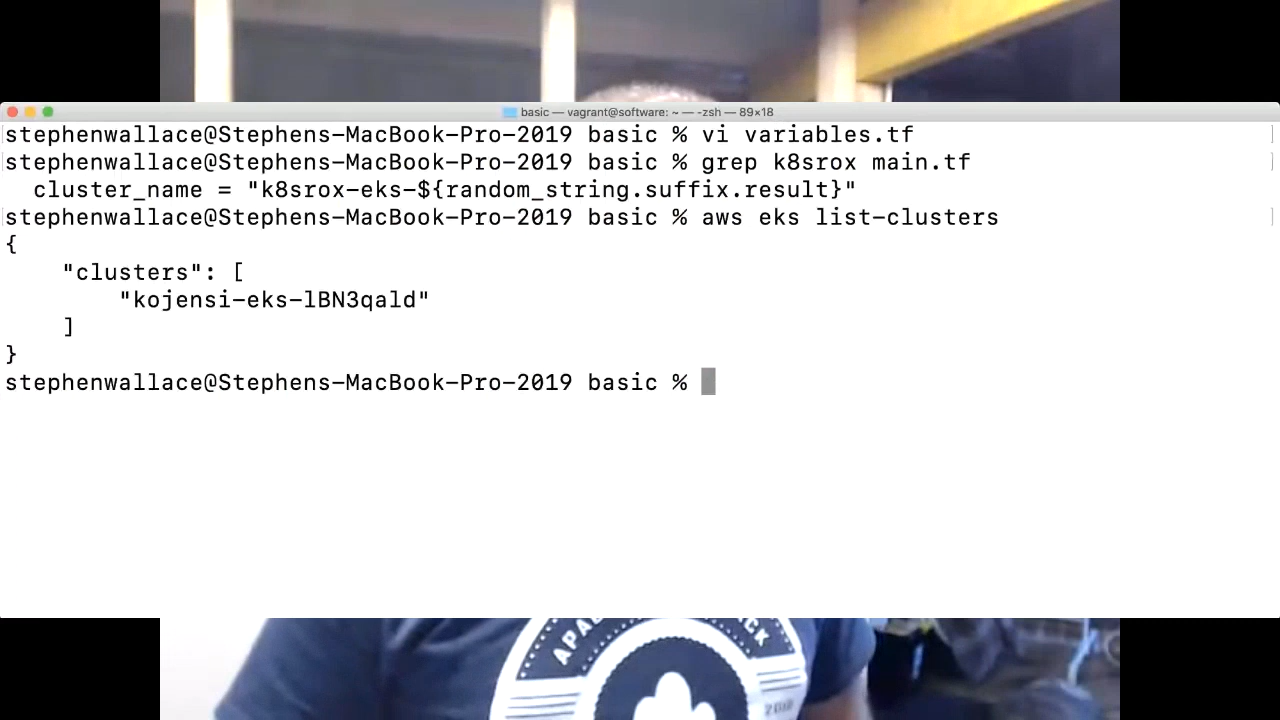 basic — vagrant@software: ~ — -zsh — 89×18
stephenwallace@Stephens-MacBook-Pro-2019 basic % vi variables.tf
stephenwallace@Stephens-MacBook-Pro-2019 basic % grep k8srox main.tf
  cluster_name = "k8srox-eks-${random_string.suffix.result}"
stephenwallace@Stephens-MacBook-Pro-2019 basic % aws eks list-clusters
{
    "clusters": [
        "kojensi-eks-lBN3qald"
    ]
}
stephenwallace@Stephens-MacBook-Pro-2019 basic %